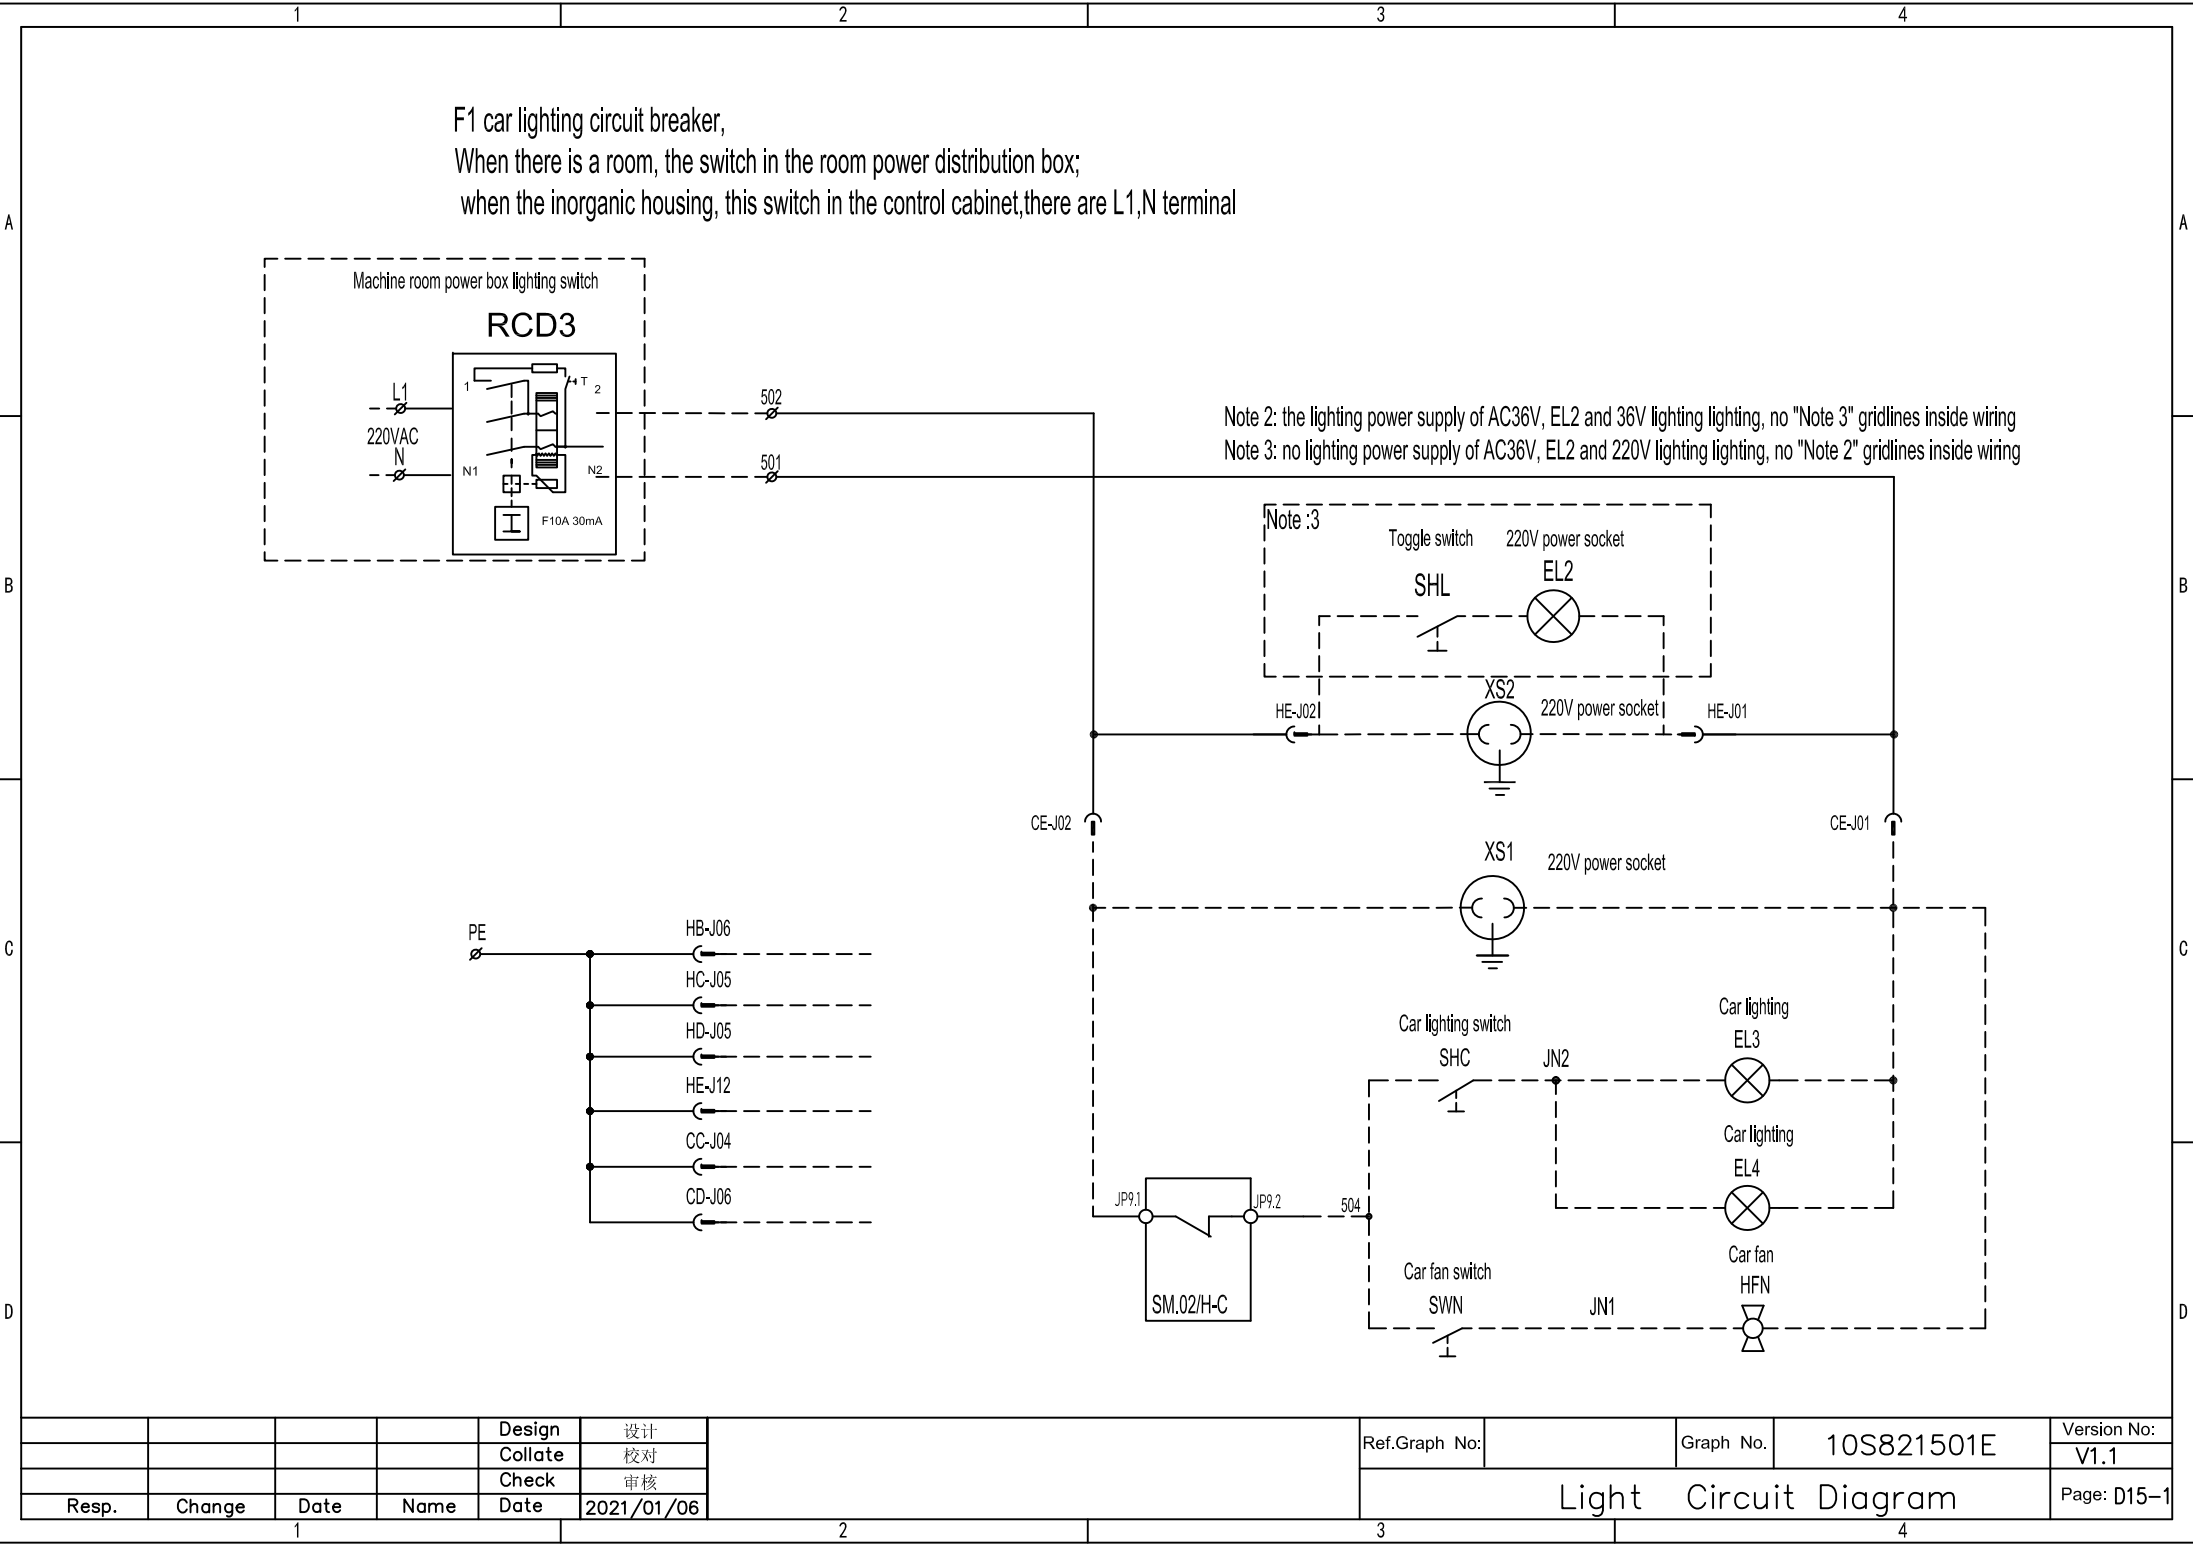 1 2 3 4
F1 car lighting circuit breaker,
When there is a room, the switch in the room power distribution box;
when the inorganic housing, this switch in the control cabinet,there are L1,N terminal
A A
Machine room power box lighting switch
RCD3
1 T 2
L1
220VAC
N
N1 N2
F10A 30mA
502
501
Note 2: the lighting power supply of AC36V, EL2 and 36V lighting lighting, no "Note 3" gridlines inside wiring
Note 3: no lighting power supply of AC36V, EL2 and 220V lighting lighting, no "Note 2" gridlines inside wiring
Note :3
Toggle switch 220V power socket
SHL EL2
B B
XS2
HE-J02 220V power socket HE-J01
CE-J02 CE-J01
XS1 220V power socket
PE
HB-J06
HC-J05
HD-J05
HE-J12
CC-J04
CD-J06
C C
Car lighting
Car lighting switch
EL3
SHC JN2
Car lighting
EL4
JP9.1 JP9.2 504
Car fan
Car fan switch
HFN
SM.02/H-C SWN JN1
D D
Design 设计
Collate 校对
Check 审核
Resp. Change Date Name Date 2021/01/06
Ref.Graph No: Graph No. 10S821501E Version No:
V1.1
Light Circuit Diagram Page: D15-1
1 2 3 4